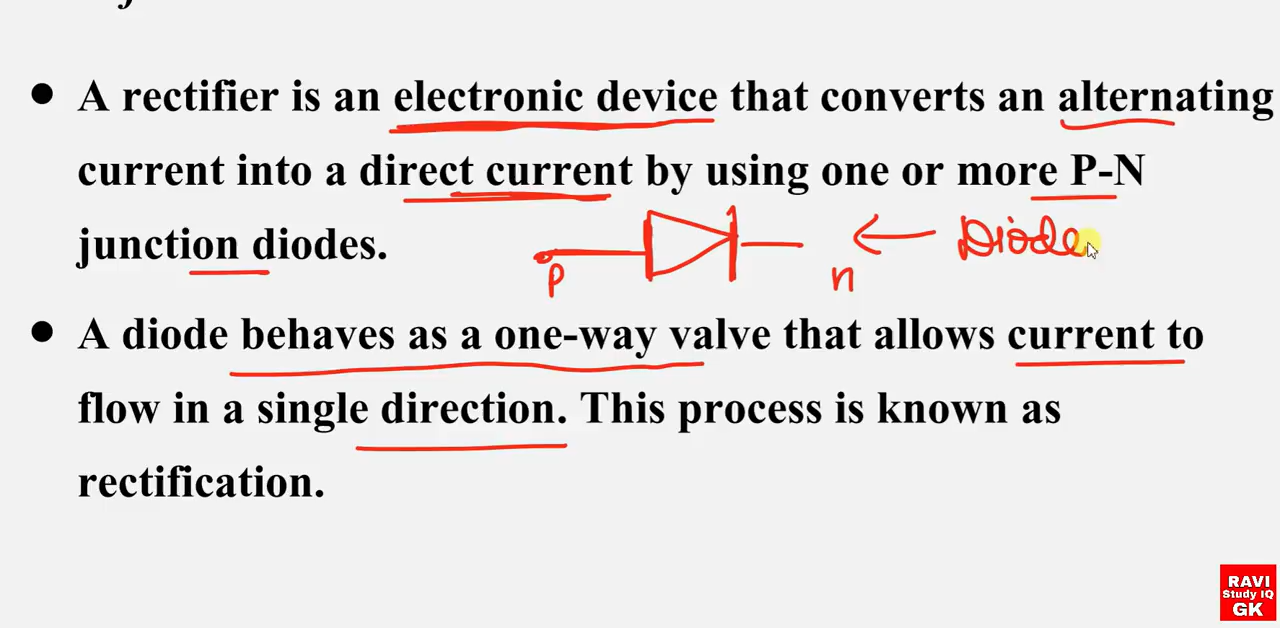 • A rectifier is an electronic device that converts an alternating
current into a direct current by using one or more P-N
junction diodes.
P
n
Diode
• A diode behaves as a one-way valve that allows current to
flow in a single direction. This process is known as
rectification.
RAVI
Study IQ
GK